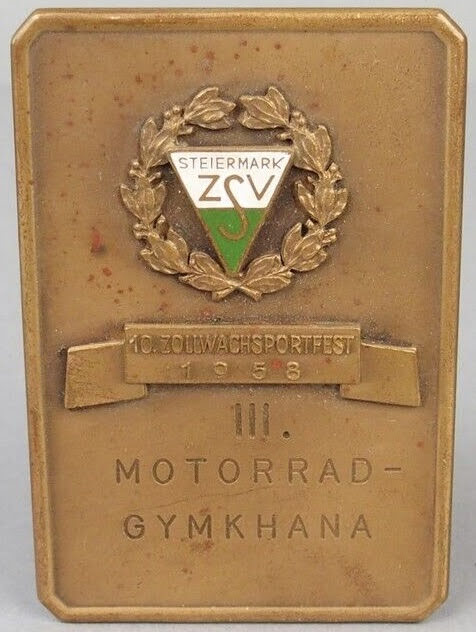 STEIERMARK
ZSV
10. ZOLLWACHSPORTFEST
1958
III.
MOTORRAD-
GYMKHANA